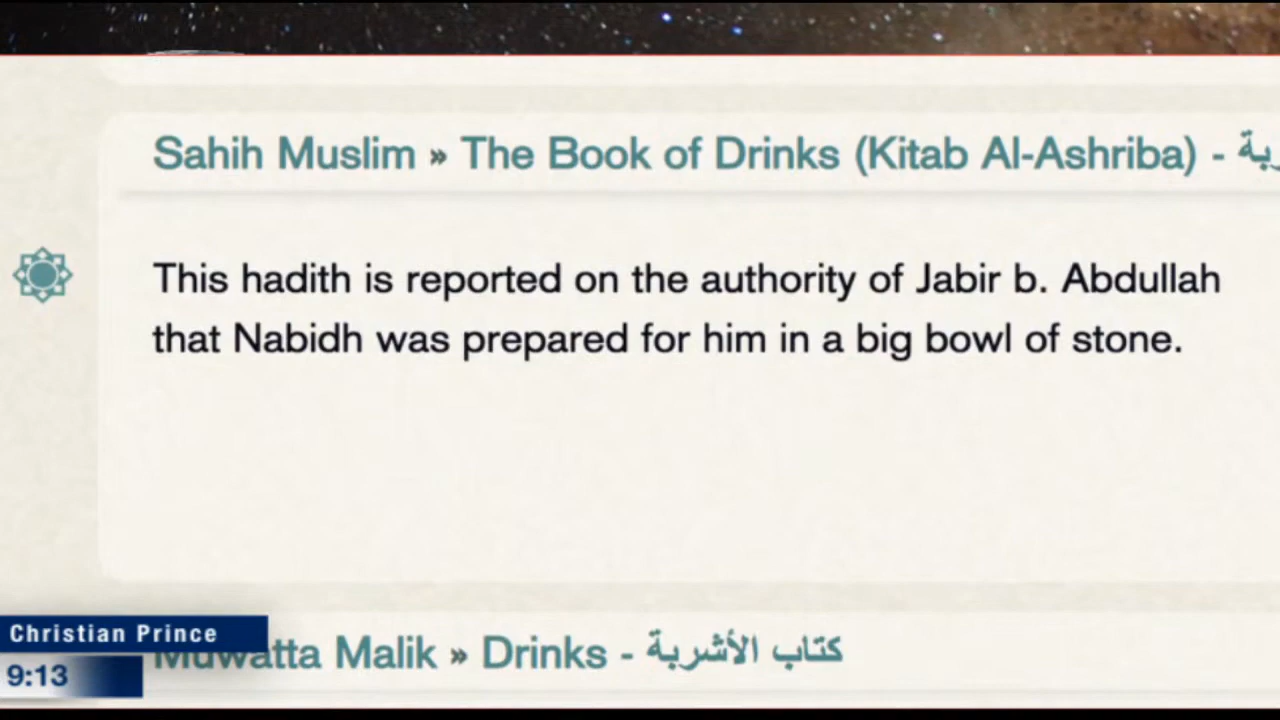 Sahih Muslim » The Book of Drinks (Kitab Al-Ashriba) -
This hadith is reported on the authority of Jabir b. Abdullah
that Nabidh was prepared for him in a big bowl of stone.
Christian Prince
Muwatta Malik » Drinks - كتاب الأشربة
9:13